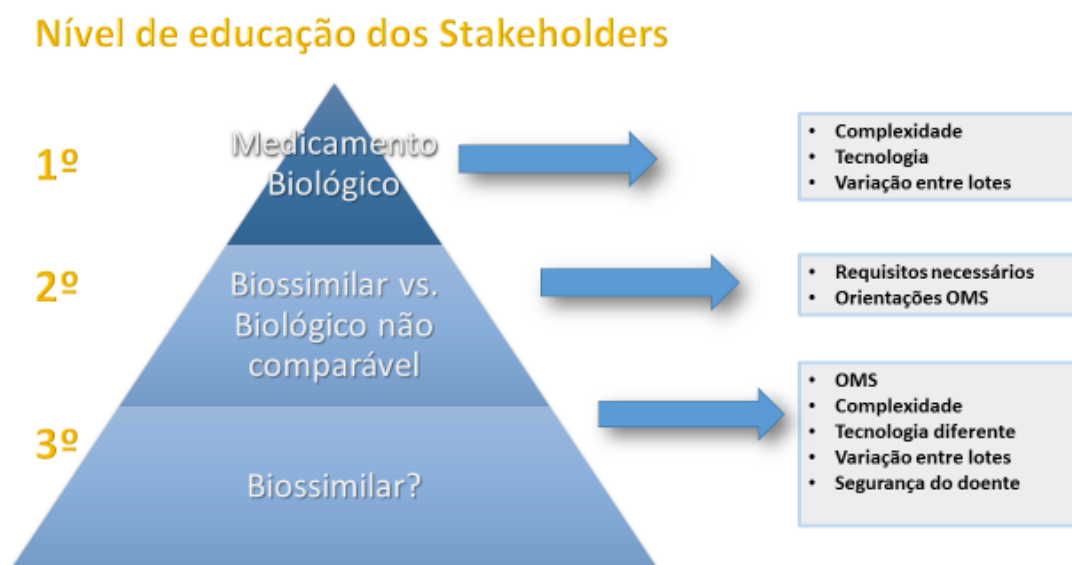 Nível de educação dos Stakeholders
1º
Medicamento
Biológico
• Complexidade
• Tecnologia
• Variação entre lotes
2º
Biossimilar vs.
Biológico não
comparável
• Requisitos necessários
• Orientações OMS
3º
Biossimilar?
• OMS
• Complexidade
• Tecnologia diferente
• Variação entre lotes
• Segurança do doente